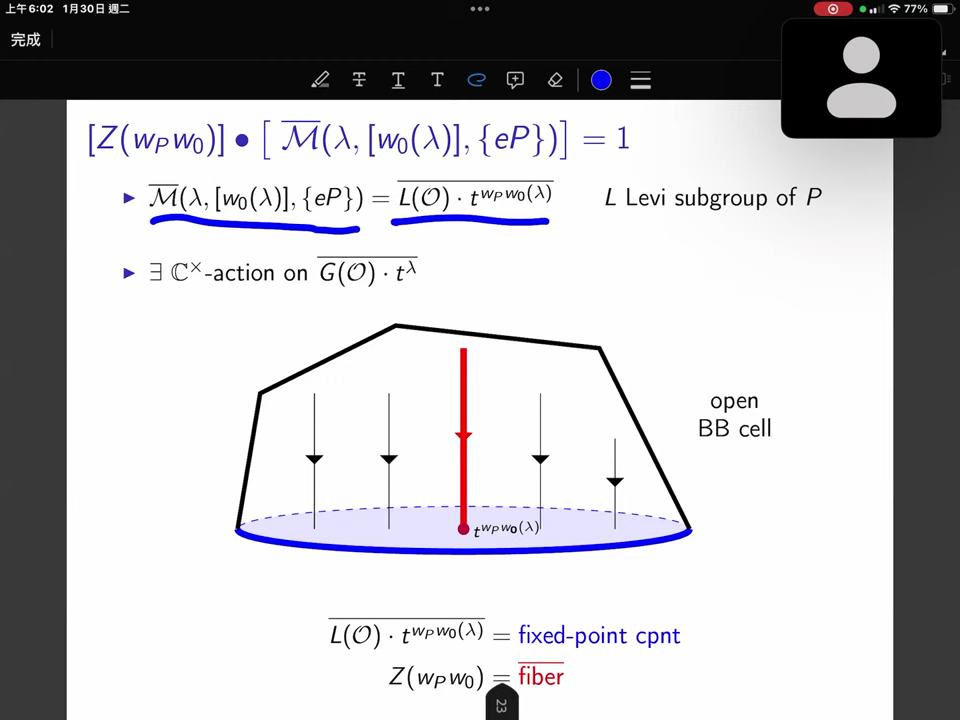 上午6:02 1月30日 週二 77%
完成
[Z(w_P w_0)] • [ \overline{\mathcal{M}}(λ, [w_0(λ)], {eP}) ] = 1
▶ \overline{\mathcal{M}}(λ, [w_0(λ)], {eP}) = \overline{L(\mathcal{O}) · t^{w_P w_0(λ)}} L Levi subgroup of P
▶ ∃ ℂ^×-action on \overline{G(\mathcal{O}) · t^λ}
open
BB cell
t^{w_P w_0(λ)}
\overline{L(\mathcal{O}) · t^{w_P w_0(λ)}} = fixed-point cpnt
Z(w_P w_0) = \overline{fiber}
23